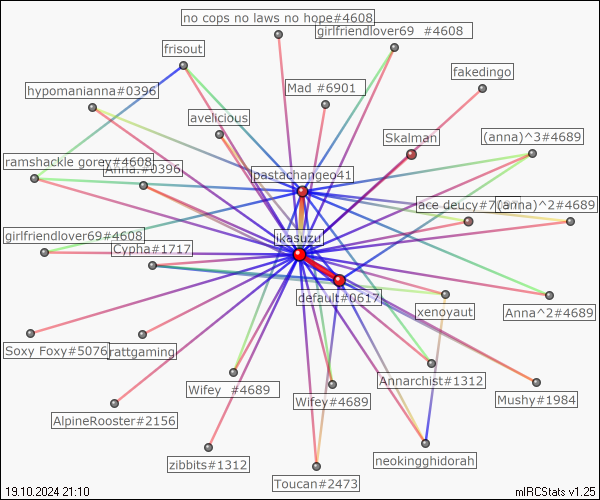 no cops no laws no hope#4608
girlfriendlover69 #4608
frisout
fakedingo
hypomanianna#0396
Mad #6901
avelicious
Skalman
(anna)^3#4689
ramshackle gorey#4608
Anna.#0396
pastachangeo41
ace deucy#7
(anna)^2#4689
girlfriendlover69#4608
Cypha#1717
ikasuzu
default#0617
xenoyaut
Anna^2#4689
Soxy Foxy#5076
rattgaming
Annarchist#1312
Wifey #4689
Wifey#4689
Mushy#1984
AlpineRooster#2156
zibbits#1312
neokingghidorah
Toucan#2473
19.10.2024 21:10
mIRCStats v1.25